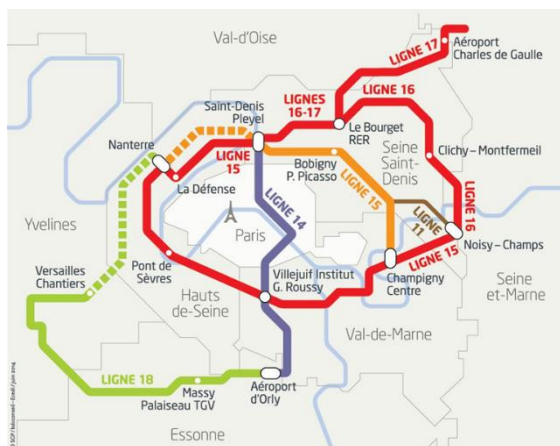 Val-d'Oise
LIGNE 17
Aéroport
Charles de Gaulle
LIGNES
16-17
LIGNE 16
Saint-Denis
Pleyel
Le Bourget
RER
Nanterre
LIGNE
15
Seine
Saint-
Denis
Clichy – Montfermeil
Bobigny
P. Picasso
La Défense
LIGNE 15
LIGNE 16
LIGNE 14
LIGNE
11
Yvelines
Paris
Noisy – Champs
LIGNE 15
Versailles
Chantiers
Pont de
Sèvres
Villejuif Institut
G. Roussy
Champigny
Centre
Seine
et-Marne
Hauts
de-Seine
Val-de-Marne
LIGNE 18
Massy
Palaiseau TGV
Aéroport
d'Orly
Essonne